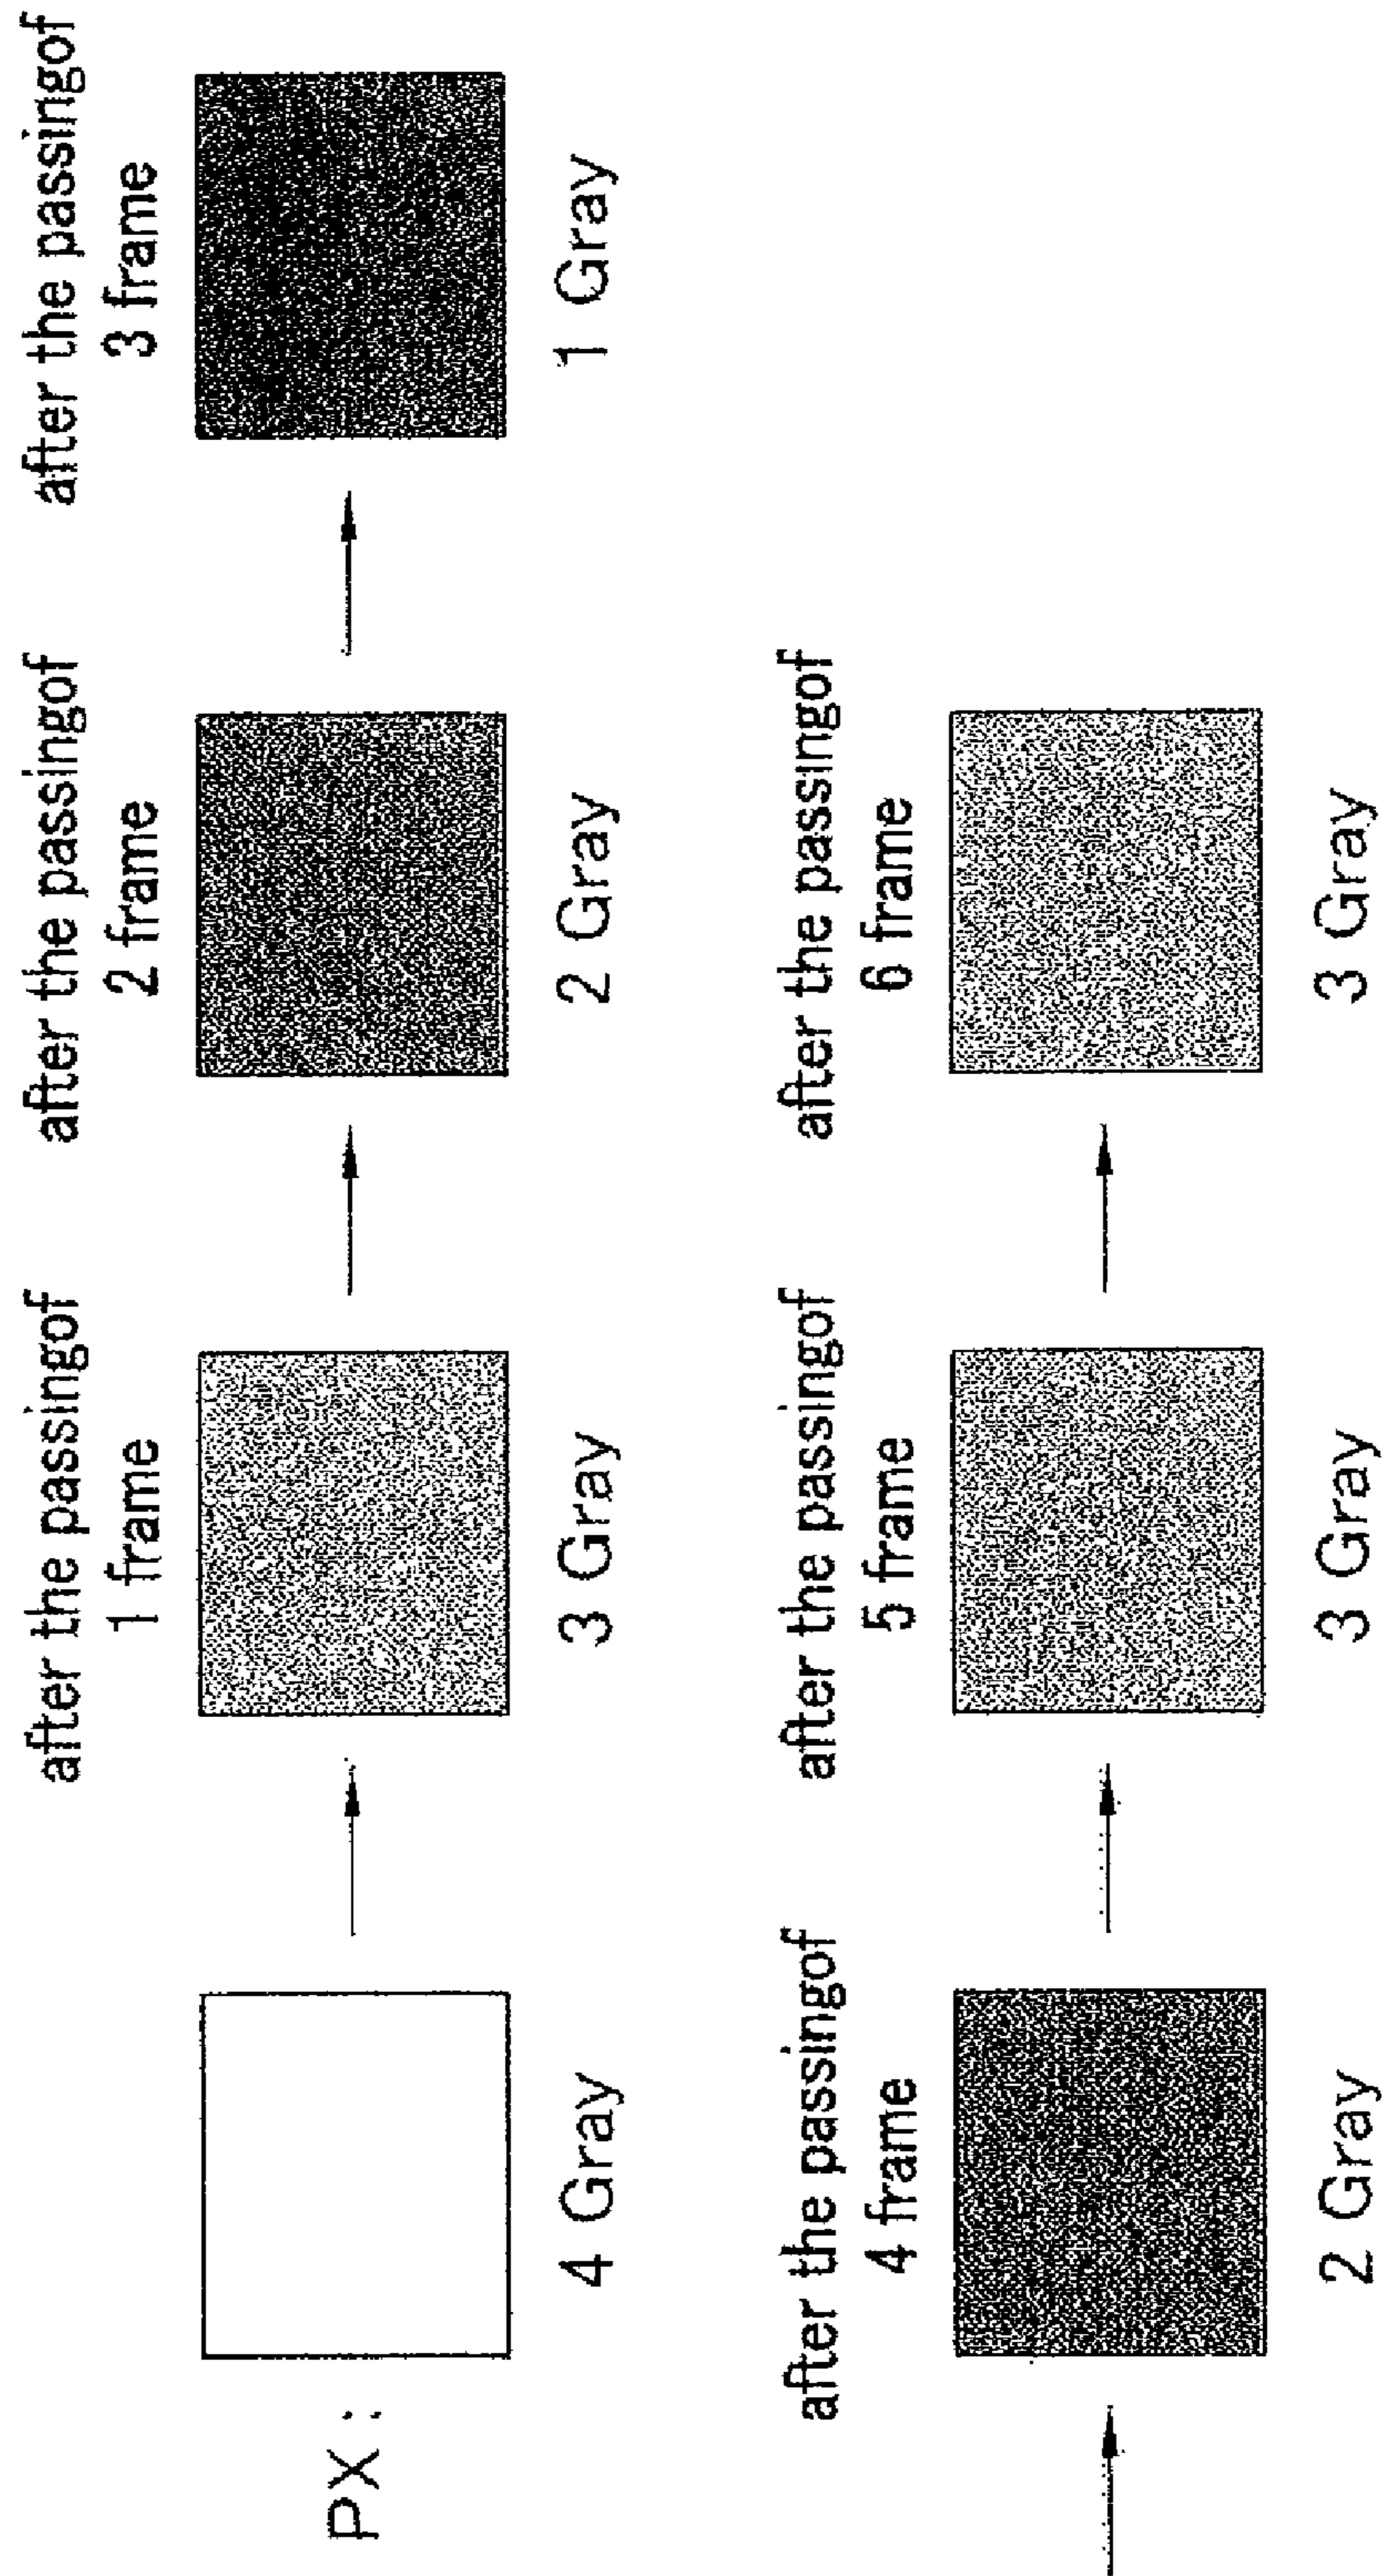 PX :
4 Gray
after the passingof
1 frame
3 Gray
after the passingof
2 frame
2 Gray
after the passingof
3 frame
1 Gray
after the passingof
4 frame
2 Gray
after the passingof
5 frame
3 Gray
after the passingof
6 frame
3 Gray